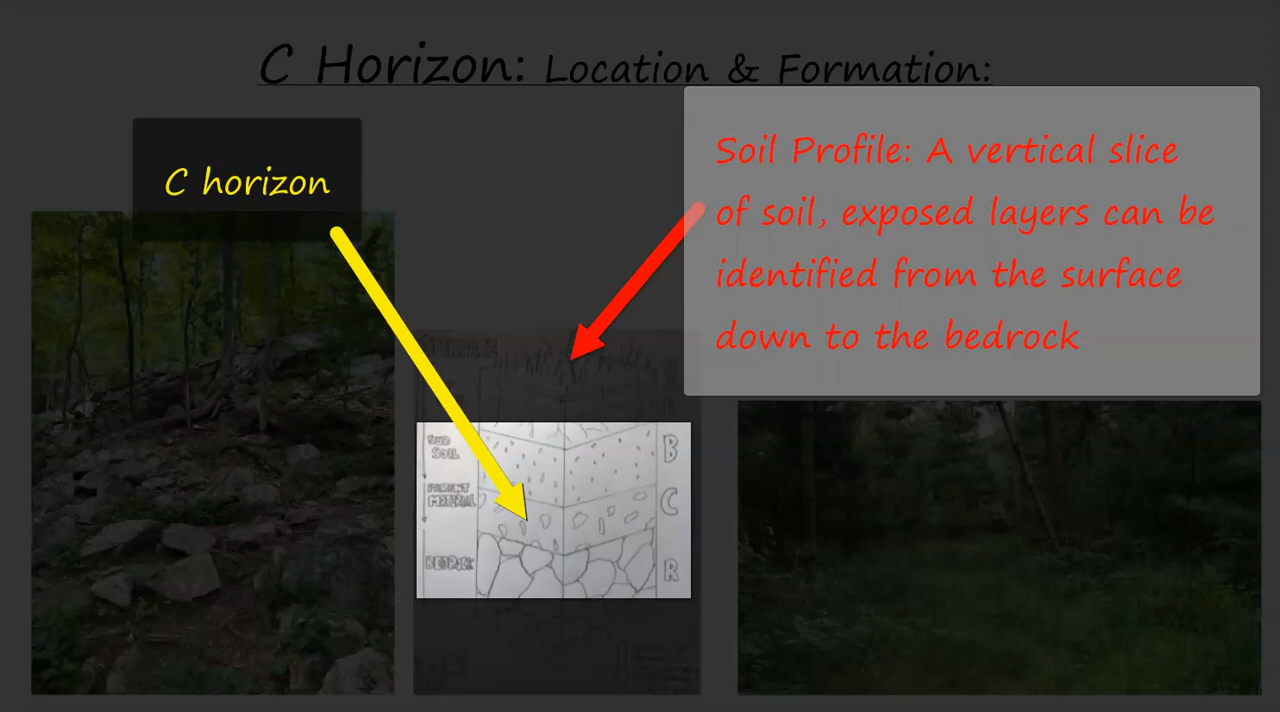 C Horizon: Location & Formation:
C horizon
Soil Profile: A vertical slice
of soil, exposed layers can be
identified from the surface
down to the bedrock
SURFACE
SUB
SOIL
B
PARENT
MATERIAL
C
BEDROCK
R